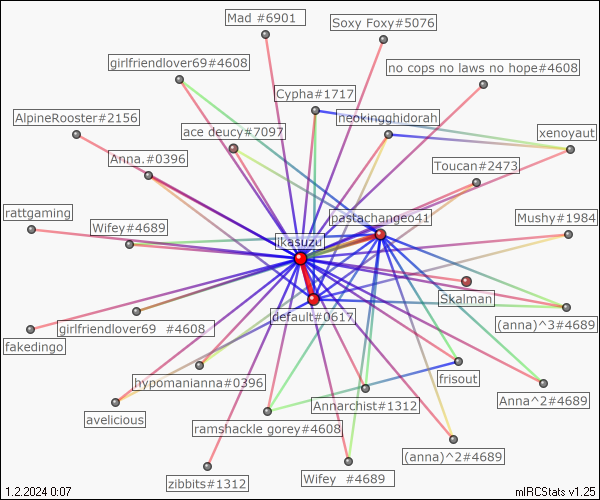 Mad #6901
Soxy Foxy#5076
girlfriendlover69#4608
no cops no laws no hope#4608
Cypha#1717
AlpineRooster#2156
neokingghidorah
ace deucy#7097
xenoyaut
Anna.#0396
Toucan#2473
rattgaming
pastachangeo41
Mushy#1984
Wifey#4689
jkasuzu
Skalman
default#0617
girlfriendlover69 #4608
(anna)^3#4689
fakedingo
hypomanianna#0396
frisout
Annarchist#1312
Anna^2#4689
avelicious
ramshackle gorey#4608
(anna)^2#4689
zibbits#1312
Wifey #4689
1.2.2024 0:07
mIRCStats v1.25